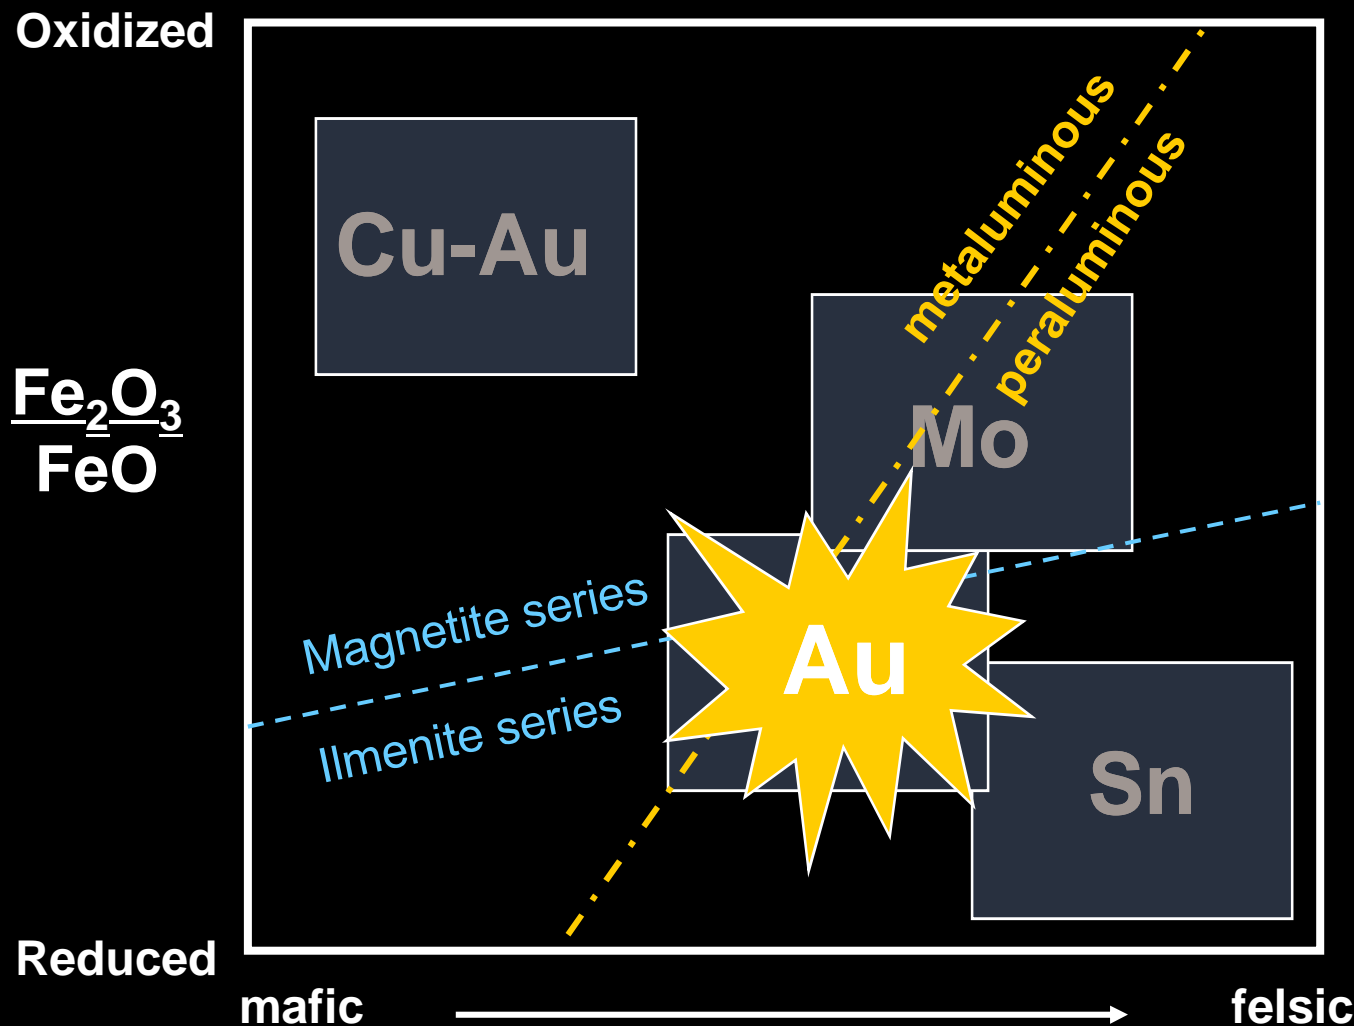 Oxidized
metaluminous
peraluminous
Cu-Au
Fe₂O₃
FeO
Mo
Magnetite series
Ilmenite series
Au
Sn
Reduced
mafic
felsic